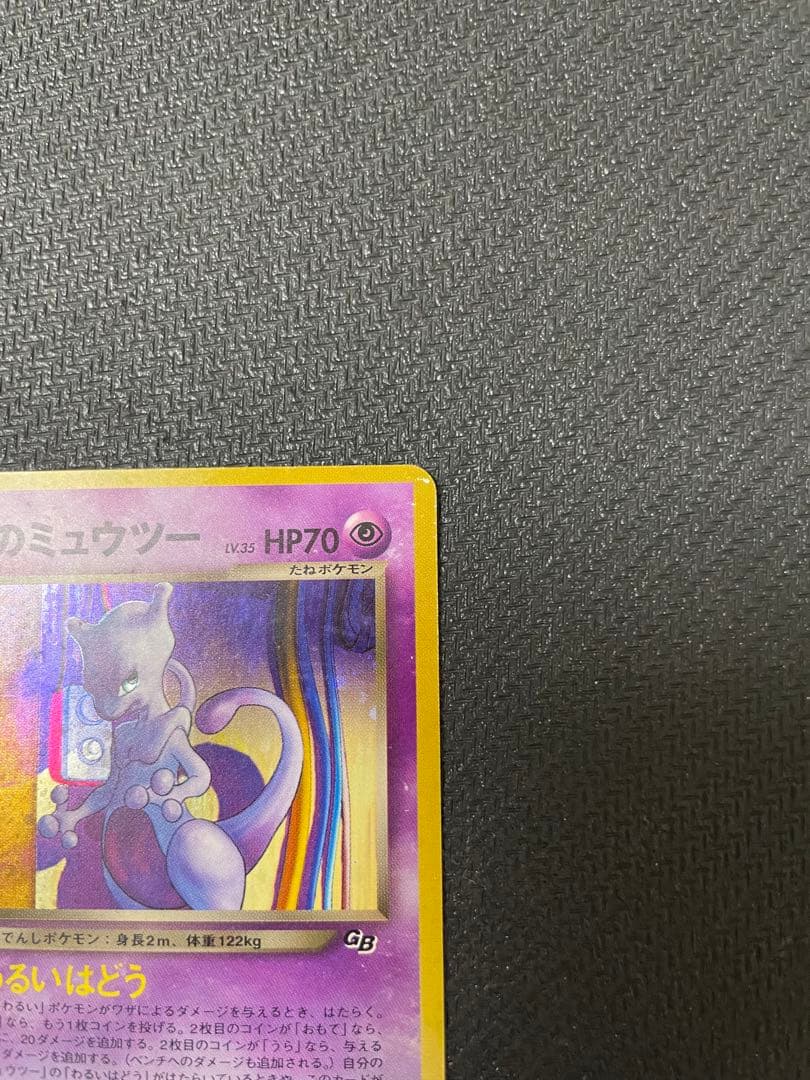 のミュウツー LV.35 HP70
たねポケモン
でんしポケモン：身長2m、体重122kg GB
るいはどう
わるい」ポケモンがワザによるダメージを与えるとき、はたらく。
」なら、もう1枚コインを投げる。2枚目のコインが「おもて」なら、
に、20ダメージを追加する。2枚目のコインが「うら」なら、与える
ダメージを追加する。（ベンチへのダメージも追加される。）自分の
ウツー」の「わるいはどう」がはたらいているときや、このカードが